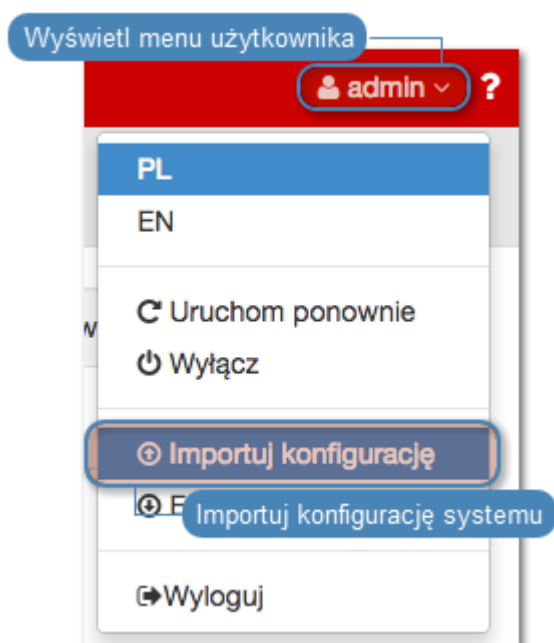 Wyświetl menu użytkownika
admin ?
PL
EN
w
Uruchom ponownie
Wyłącz
Importuj konfigurację
E
Importuj konfigurację systemu
Wyloguj